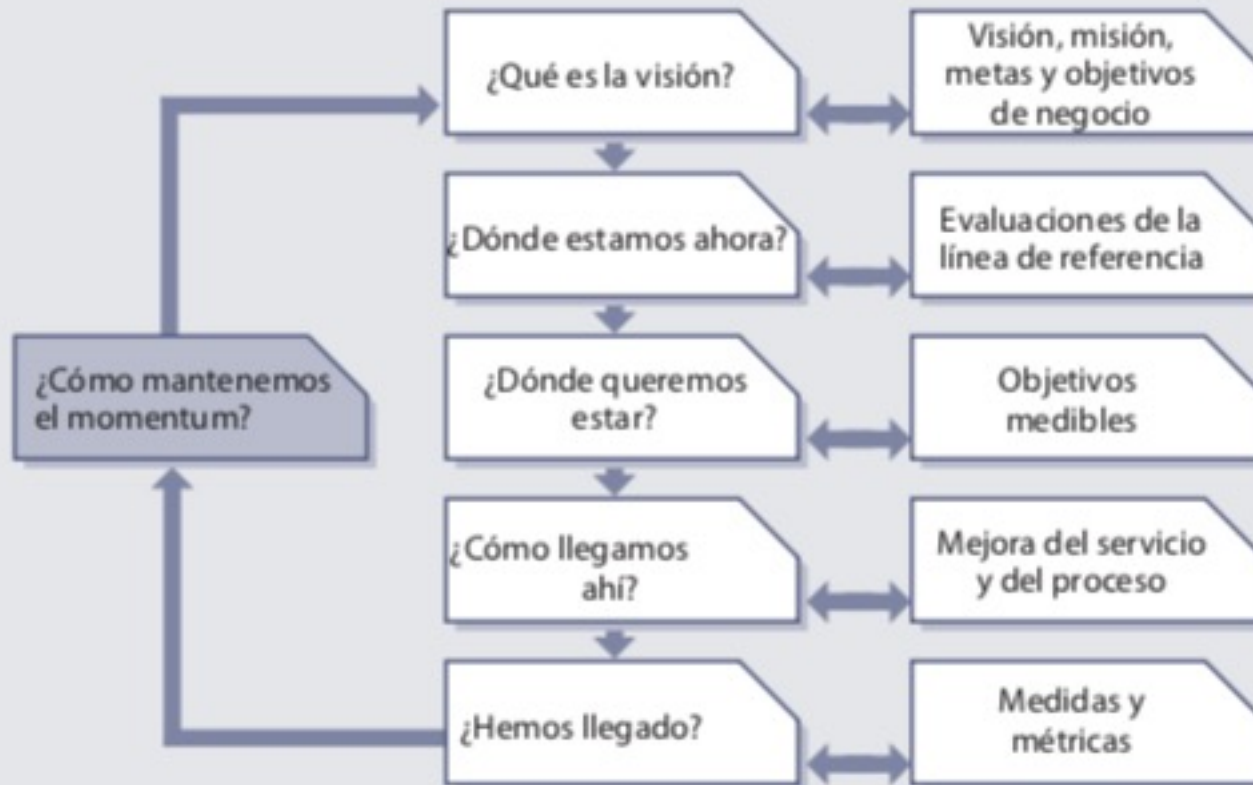 ¿Qué es la visión?
Visión, misión,
metas y objetivos
de negocio
¿Dónde estamos ahora?
Evaluaciones de la
línea de referencia
¿Cómo mantenemos
el momentum?
¿Dónde queremos
estar?
Objetivos
medibles
¿Cómo llegamos
ahí?
Mejora del servicio
y del proceso
¿Hemos llegado?
Medidas y
métricas